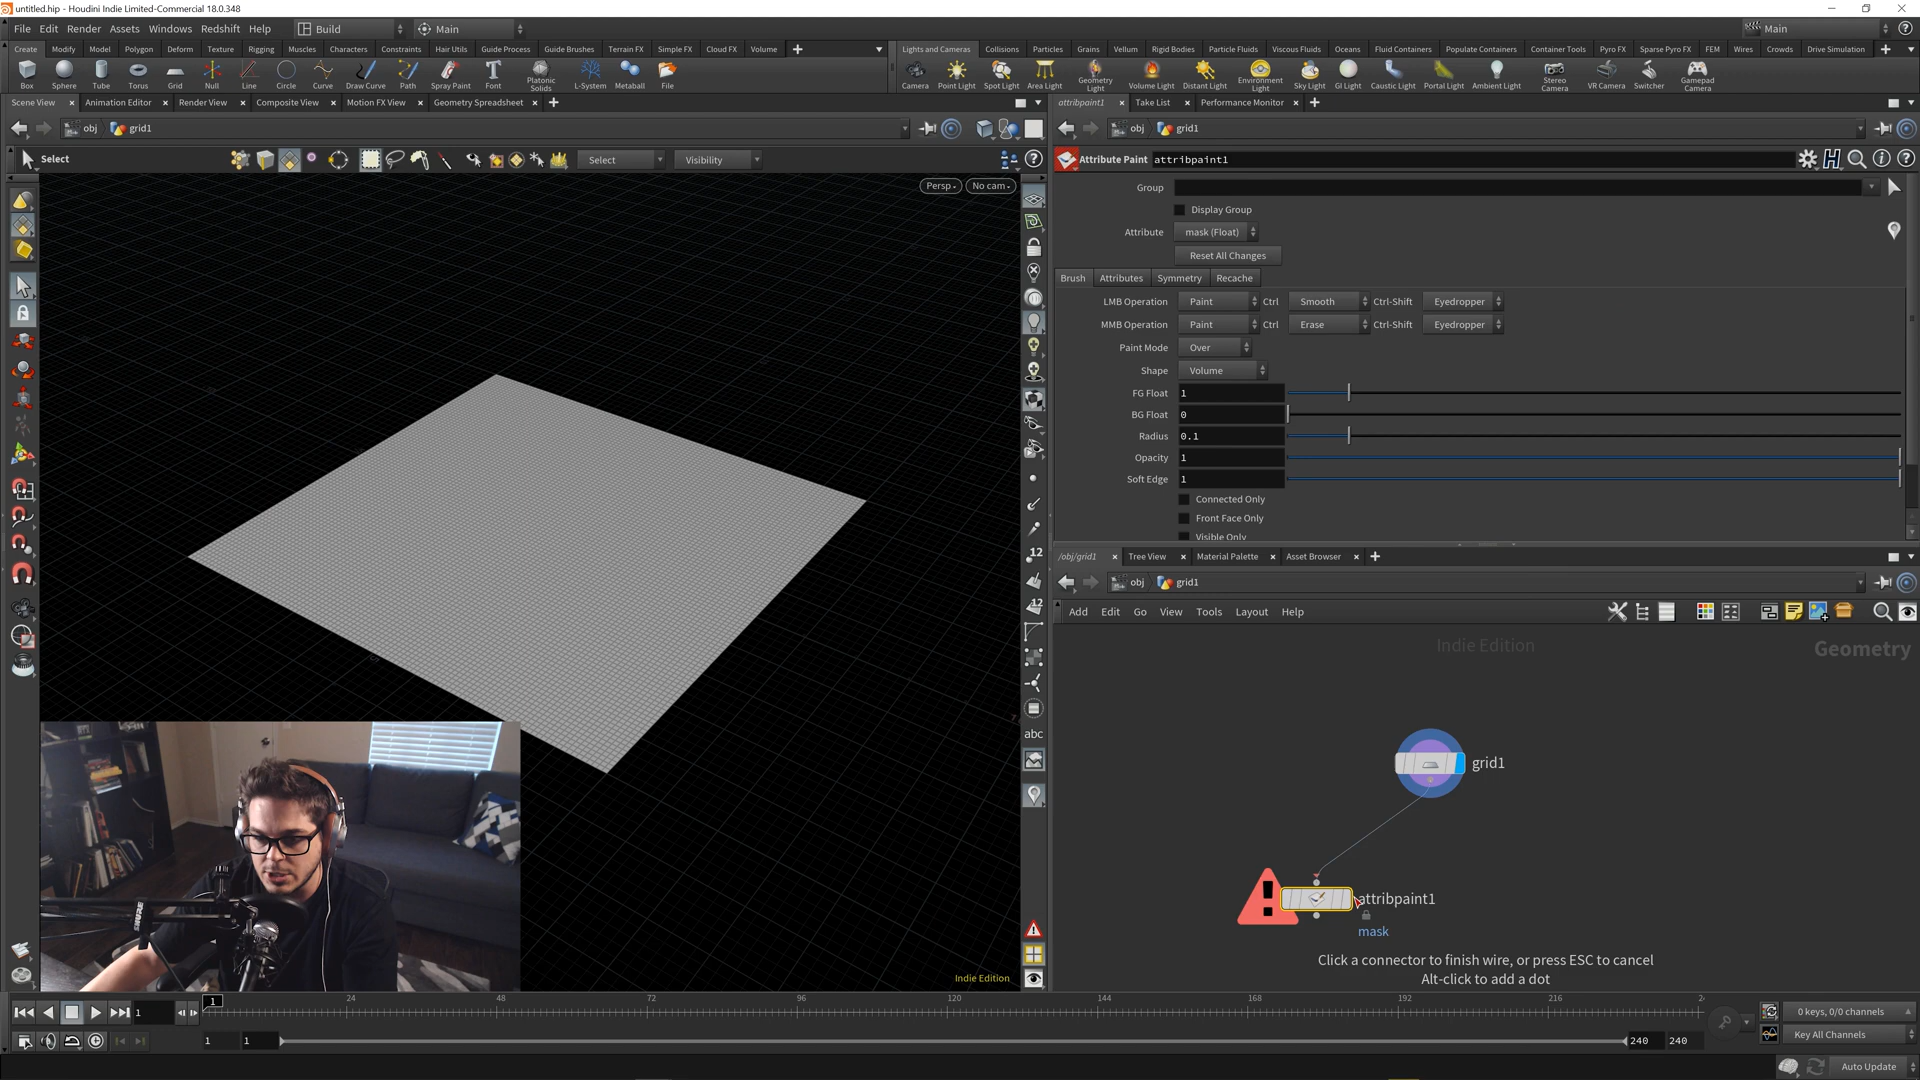 untitled.hip - Houdini Indie Limited-Commercial 18.0.348
File Edit Render Assets Windows Redshift Help Build Main Main
Create Modify Model Polygon Deform Texture Rigging Muscles Characters Constraints Hair Utils Guide Process Guide Brushes Terrain FX Simple FX Cloud FX Volume
Lights and Cameras Collisions Particles Grains Vellum Rigid Bodies Particle Fluids Viscous Fluids Oceans Fluid Containers Populate Containers Container Tools Pyro FX Sparse Pyro FX FEM Wires Crowds Drive Simulation
Box Sphere Tube Torus Grid Null Line Circle Curve Draw Curve Path Spray Paint Font Platonic Solids L-System Metaball File
Camera Point Light Spot Light Area Light Geometry Light Volume Light Distant Light Environment Light Sky Light GI Light Caustic Light Portal Light Ambient Light Stereo Camera VR Camera Switcher Gamepad Camera
Scene View Animation Editor Render View Composite View Motion FX View Geometry Spreadsheet
attribpaint1 Take List Performance Monitor
obj grid1
obj grid1
Select Select Visibility
Attribute Paint attribpaint1
Persp No cam
Group
Display Group
Attribute mask (Float)
Reset All Changes
Brush Attributes Symmetry Recache
LMB Operation Paint Ctrl Smooth Ctrl-Shift Eyedropper
MMB Operation Paint Ctrl Erase Ctrl-Shift Eyedropper
Paint Mode Over
Shape Volume
FG Float 1
BG Float 0
Radius 0.1
Opacity 1
Soft Edge 1
Connected Only
Front Face Only
Visible Only
12
12
abc
/obj/grid1 Tree View Material Palette Asset Browser
obj grid1
Add Edit Go View Tools Layout Help
Indie Edition
Geometry
grid1
attribpaint1
mask
Click a connector to finish wire, or press ESC to cancel
Alt-click to add a dot
SHURE
Indie Edition
1 1 24 48 72 96 120 144 168 192 216
0 keys, 0/0 channels
1 1 240 240
Key All Channels
Auto Update